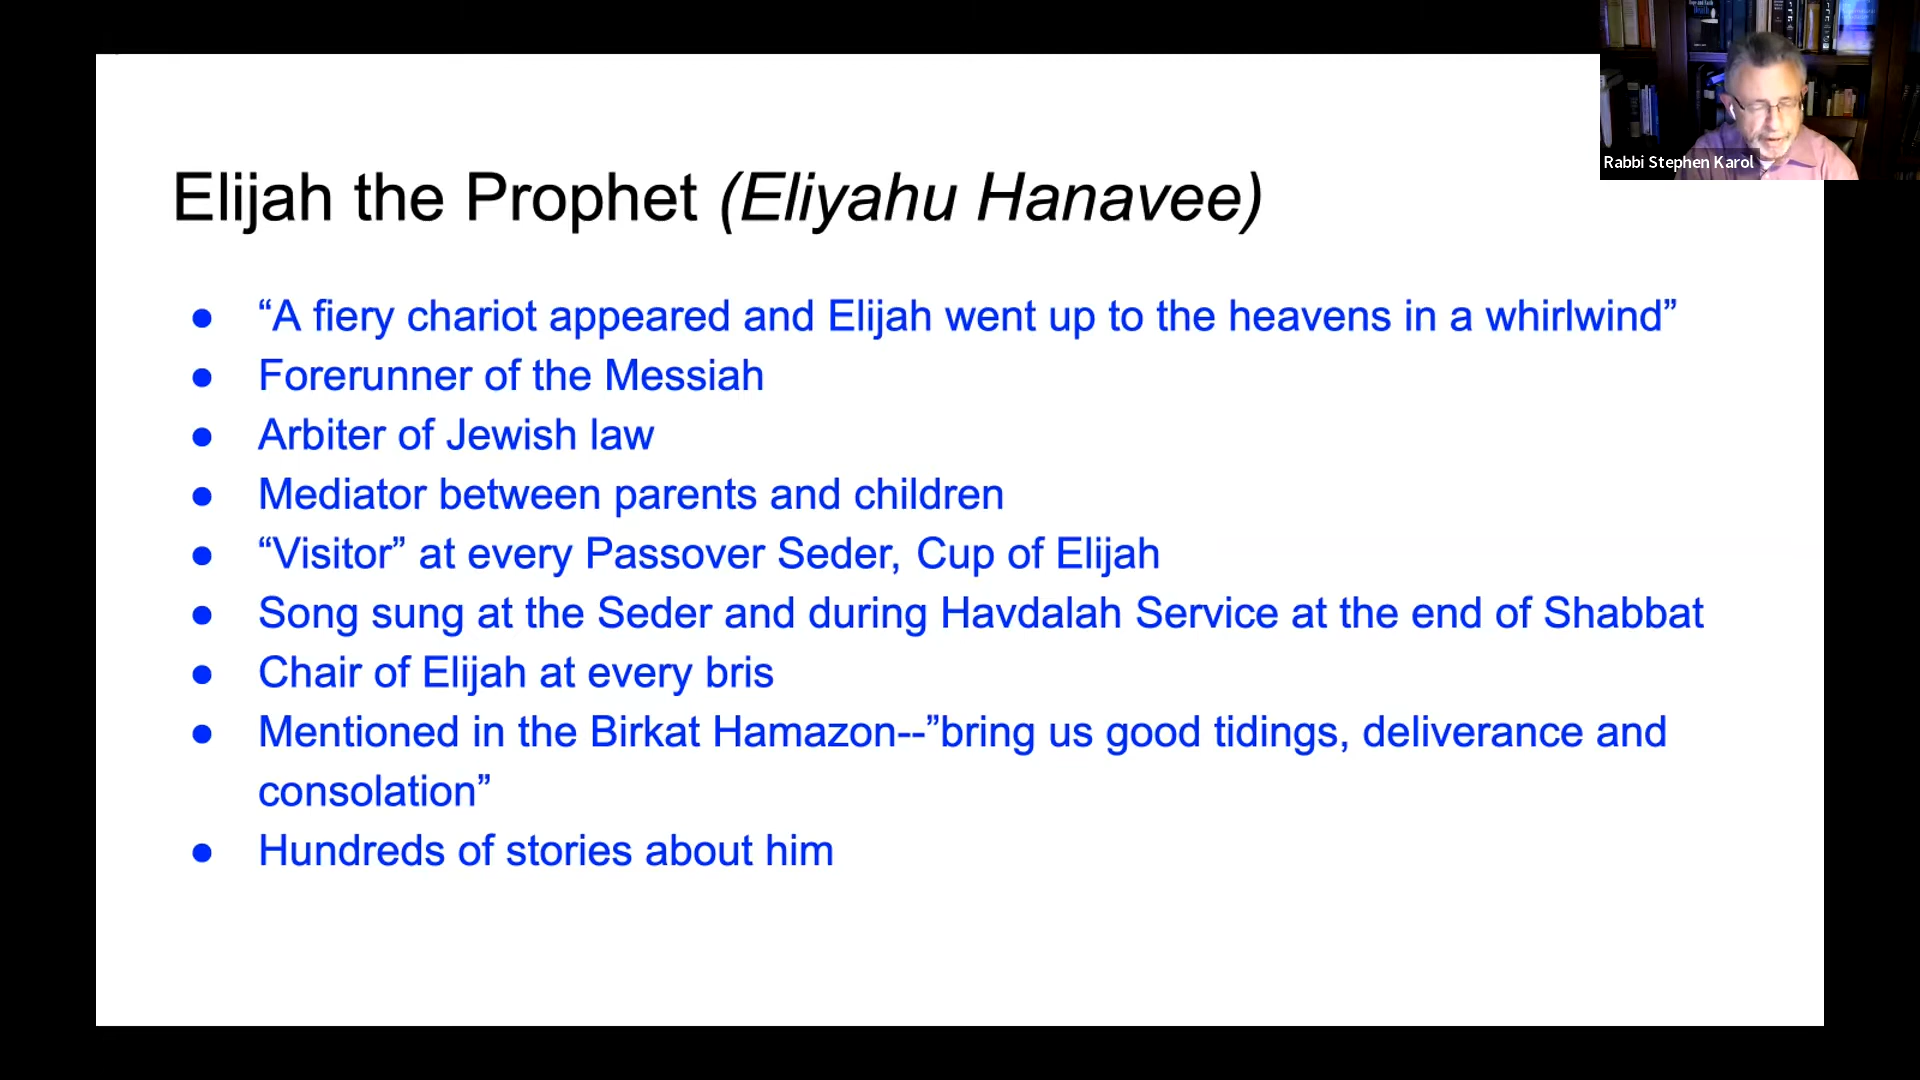 Rabbi Stephen Karol
Elijah the Prophet (Eliyahu Hanavee)
● “A fiery chariot appeared and Elijah went up to the heavens in a whirlwind”
● Forerunner of the Messiah
● Arbiter of Jewish law
● Mediator between parents and children
● “Visitor” at every Passover Seder, Cup of Elijah
● Song sung at the Seder and during Havdalah Service at the end of Shabbat
● Chair of Elijah at every bris
● Mentioned in the Birkat Hamazon--”bring us good tidings, deliverance and
consolation”
● Hundreds of stories about him